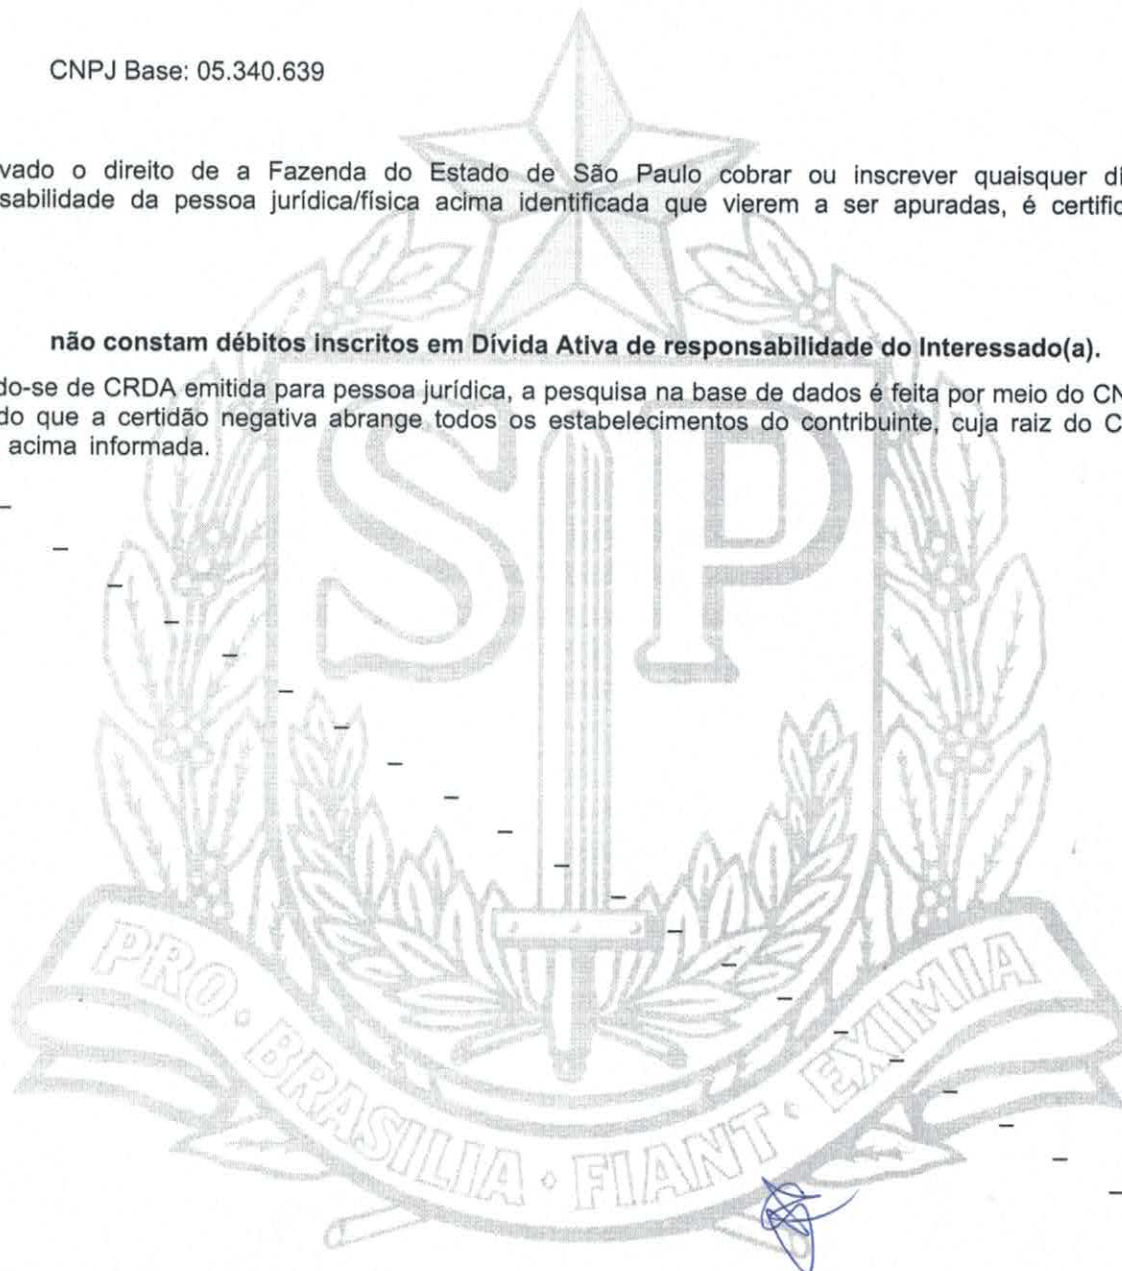 CNPJ Base: 05.340.639
vado o direito de a Fazenda do Estado de São Paulo cobrar ou inscrever quaisquer dí
sabilidade da pessoa jurídica/física acima identificada que vierem a ser apuradas, é certific
não constam débitos inscritos em Dívida Ativa de responsabilidade do Interessado(a).
do-se de CRDA emitida para pessoa jurídica, a pesquisa na base de dados é feita por meio do CN
do que a certidão negativa abrange todos os estabelecimentos do contribuinte, cuja raiz do C
acima informada.
SP
PRO · BRASILIA · FIANT · EXIMIA